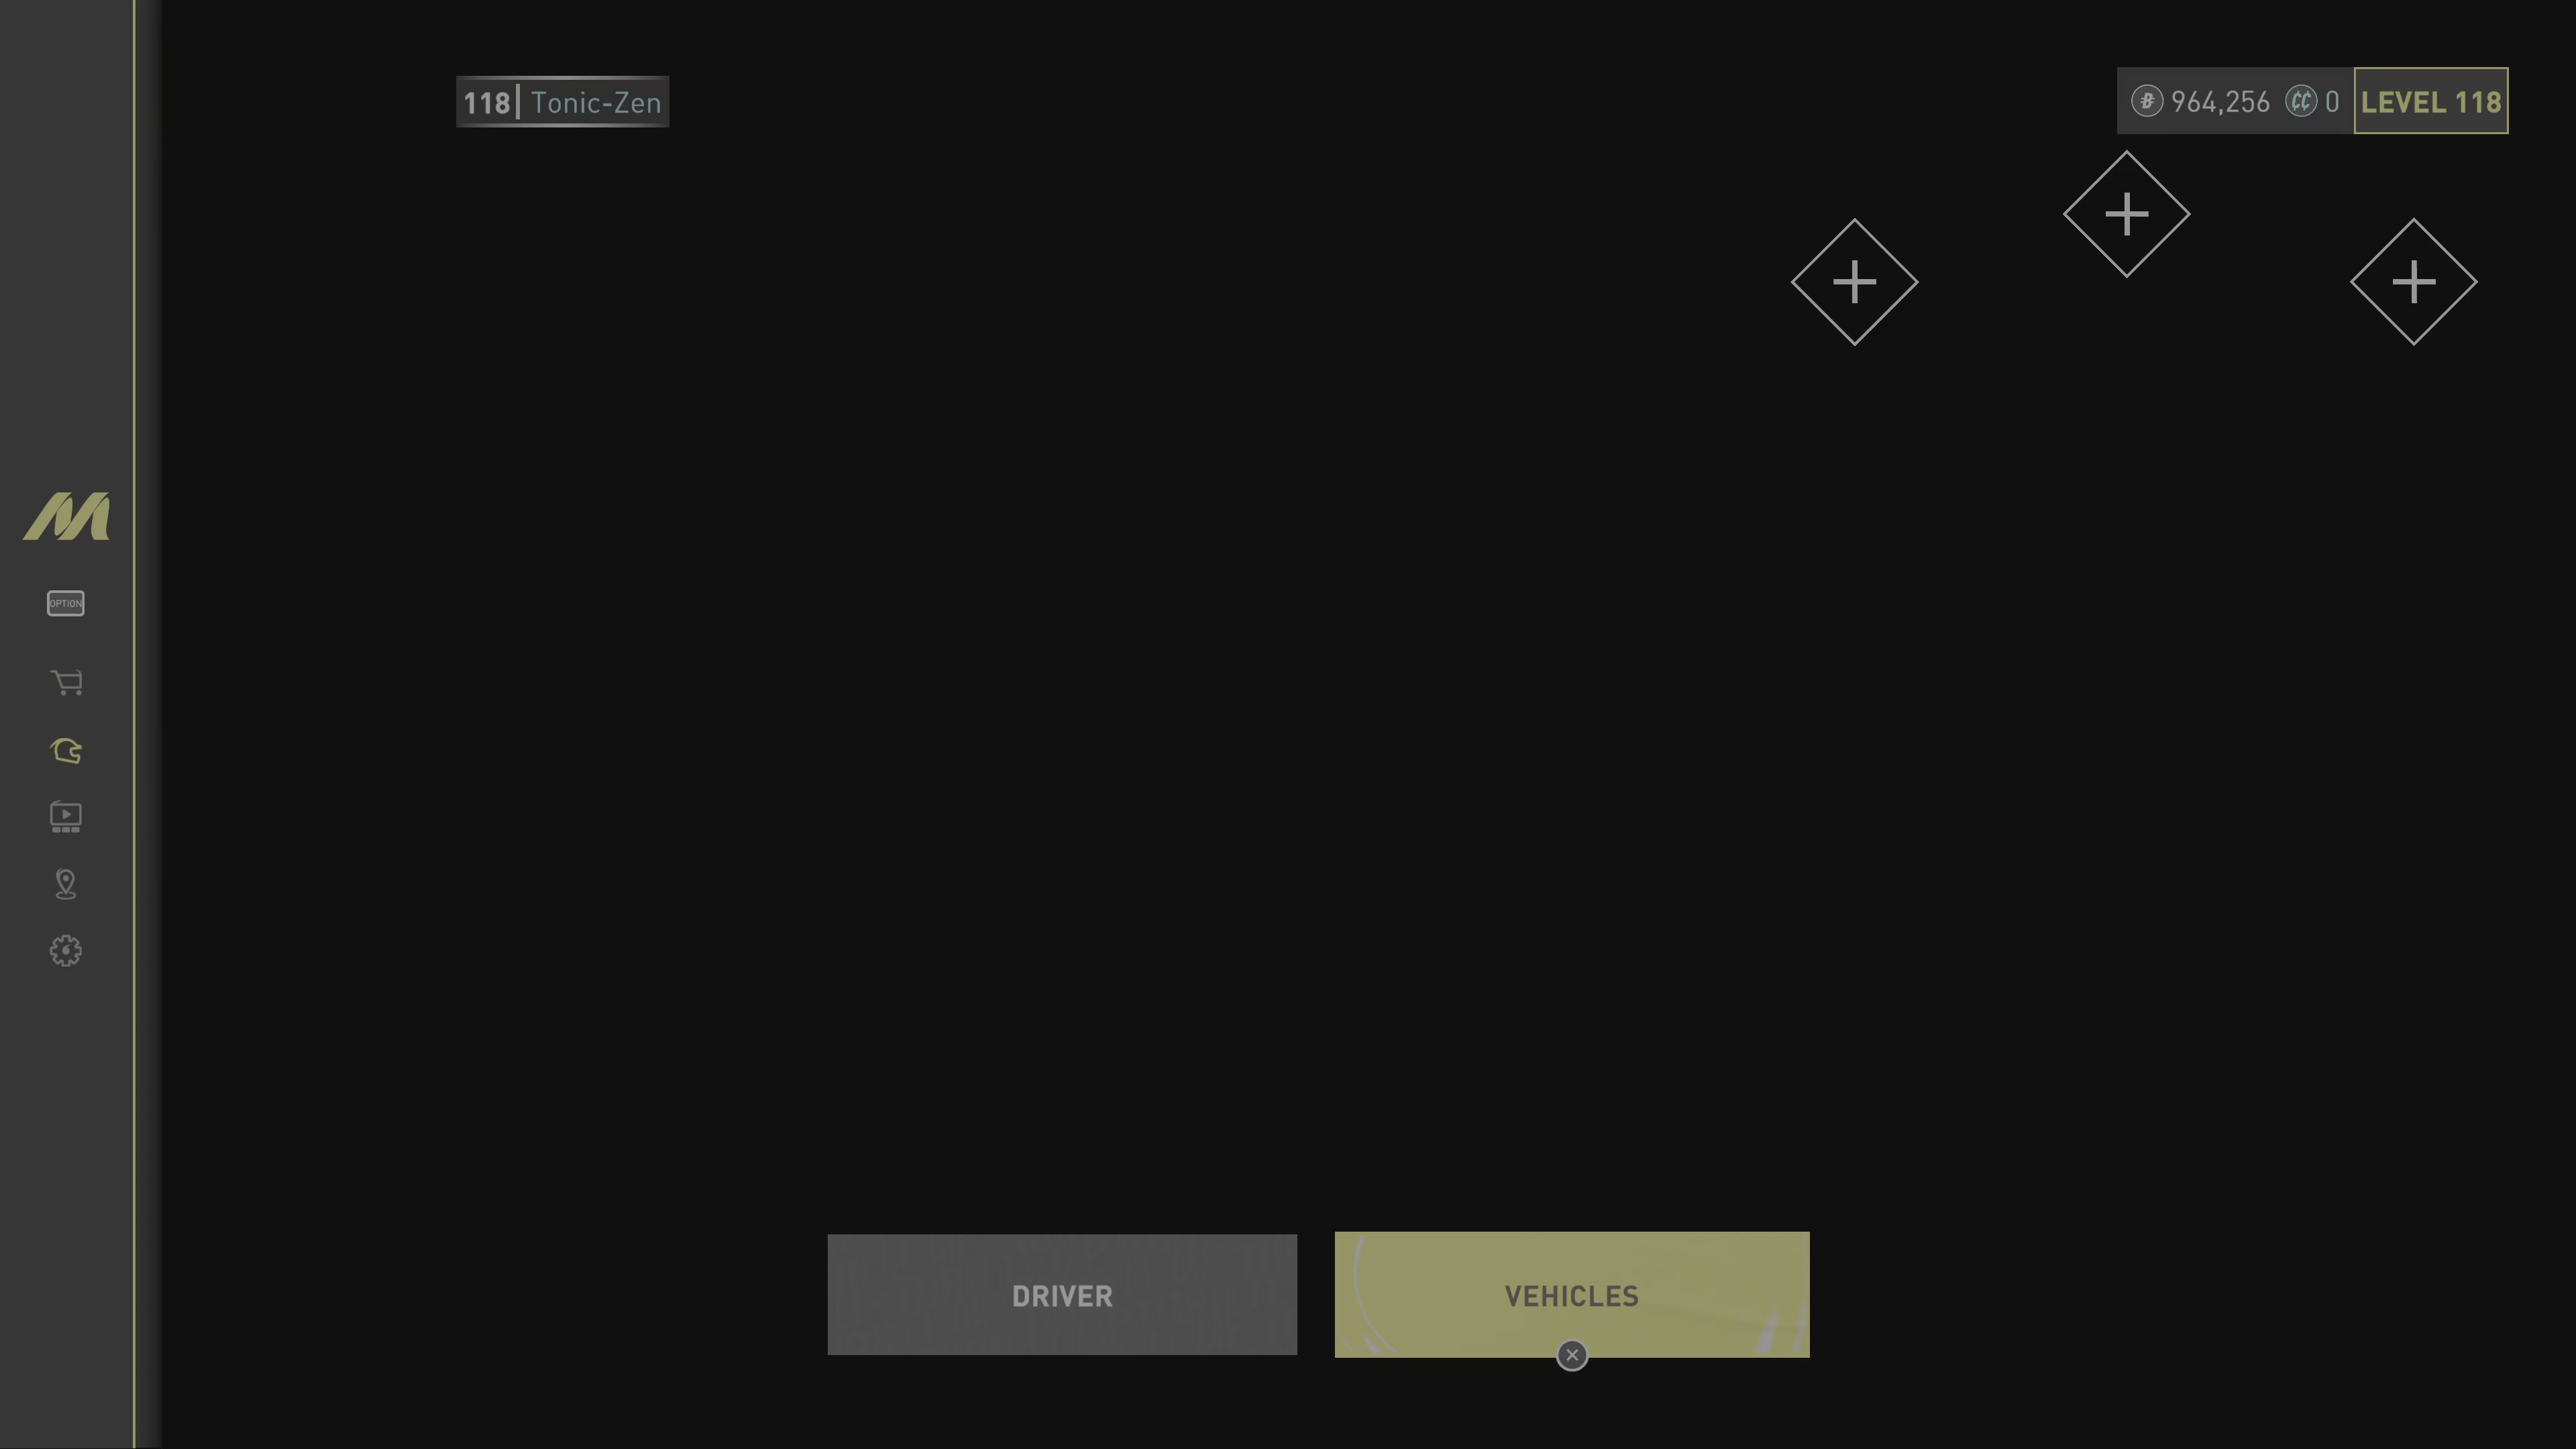 118 Tonic-Zen
964,256 0 LEVEL 118
OPTION
DRIVER
VEHICLES